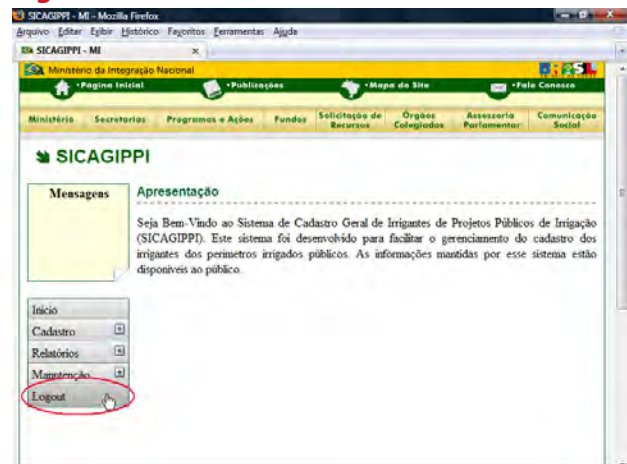 SICAGIPPI - MI - Mozilla Firefox
Arquivo Editar Exibir Histórico Favoritos Ferramentas Ajuda
SICAGIPPI - MI
Ministério da Integração Nacional
BRASIL
•Página Inicial •Publicações •Mapa do Site •Fale Conosco
Ministério Secretarias Programas e Ações Fundos Solicitação de Recursos Órgãos Colegiados Assessoria Parlamentar Comunicação Social
SICAGIPPI
Mensagens
Apresentação
Seja Bem-Vindo ao Sistema de Cadastro Geral de Irrigantes de Projetos Públicos de Irrigação
(SICAGIPPI). Este sistema foi desenvolvido para facilitar o gerenciamento do cadastro dos
irrigantes dos perímetros irrigados públicos. As informações mantidas por esse sistema estão
disponíveis ao público.
Início
Cadastro
Relatórios
Manutenção
Logout